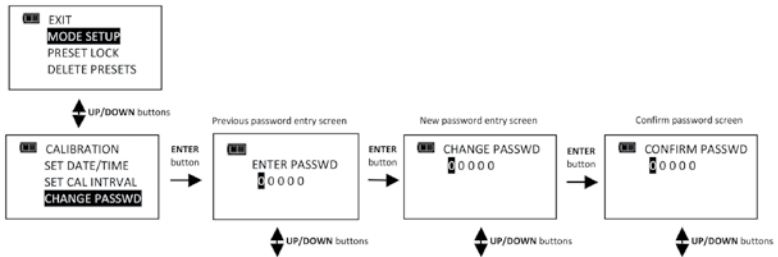 EXIT
MODE SETUP
PRESET LOCK
DELETE PRESETS
UP/DOWN buttons
Previous password entry screen
New password entry screen
Confirm password screen
CALIBRATION
SET DATE/TIME
SET CAL INTRVAL
CHANGE PASSWD
ENTER
button
ENTER PASSWD
00000
ENTER
button
CHANGE PASSWD
00000
ENTER
button
CONFIRM PASSWD
00000
UP/DOWN buttons
UP/DOWN buttons
UP/DOWN buttons